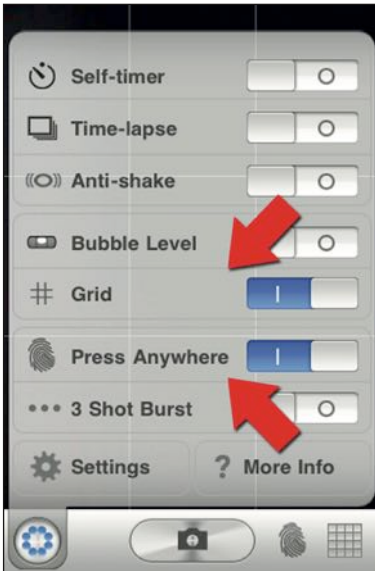 Self-timer
Time-lapse
Anti-shake
Bubble Level
Grid
Press Anywhere
3 Shot Burst
Settings ? More Info